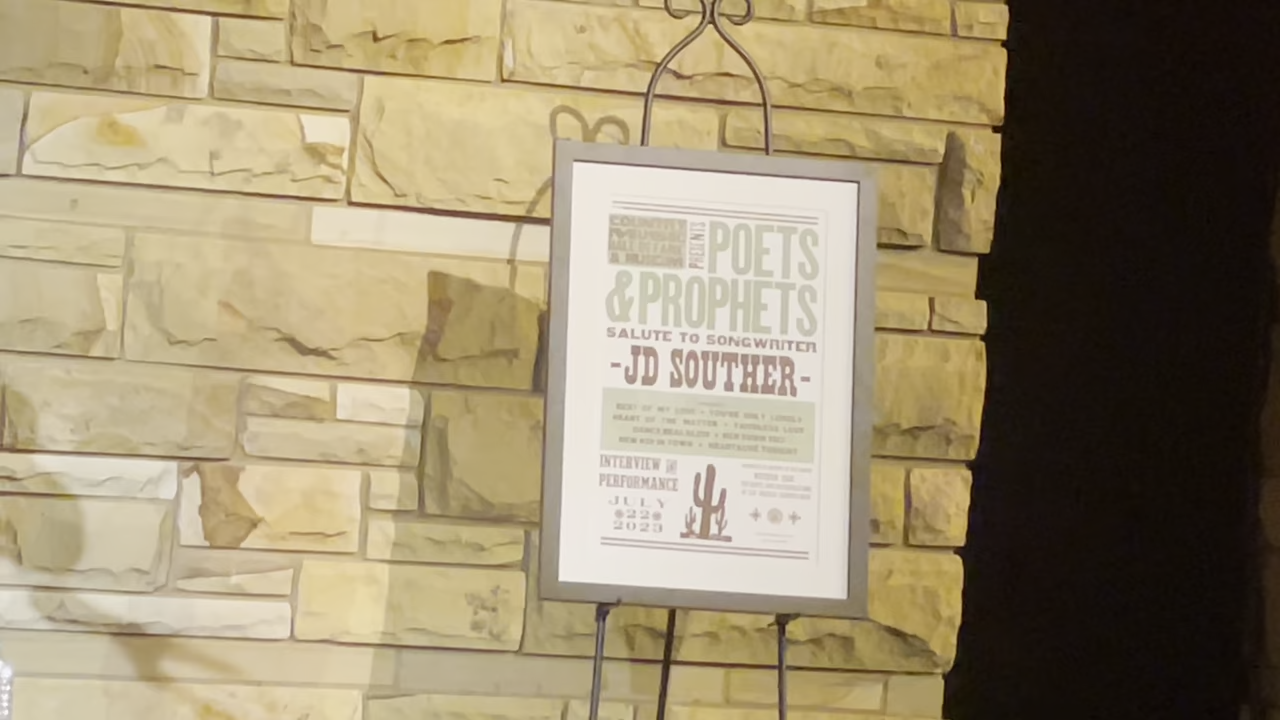 COUNTRY
MUSIC
HALL OF FAME
& MUSEUM
PRESENTS
POETS
& PROPHETS
SALUTE TO SONGWRITER
-JD SOUTHER-
BEST OF MY LOVE • YOU'RE ONLY LONELY
HEART OF THE MATTER • FAITHLESS LOVE
NEW KID IN TOWN • HEARTACHE TONIGHT
INTERVIEW AND
PERFORMANCE
JULY
22
2023